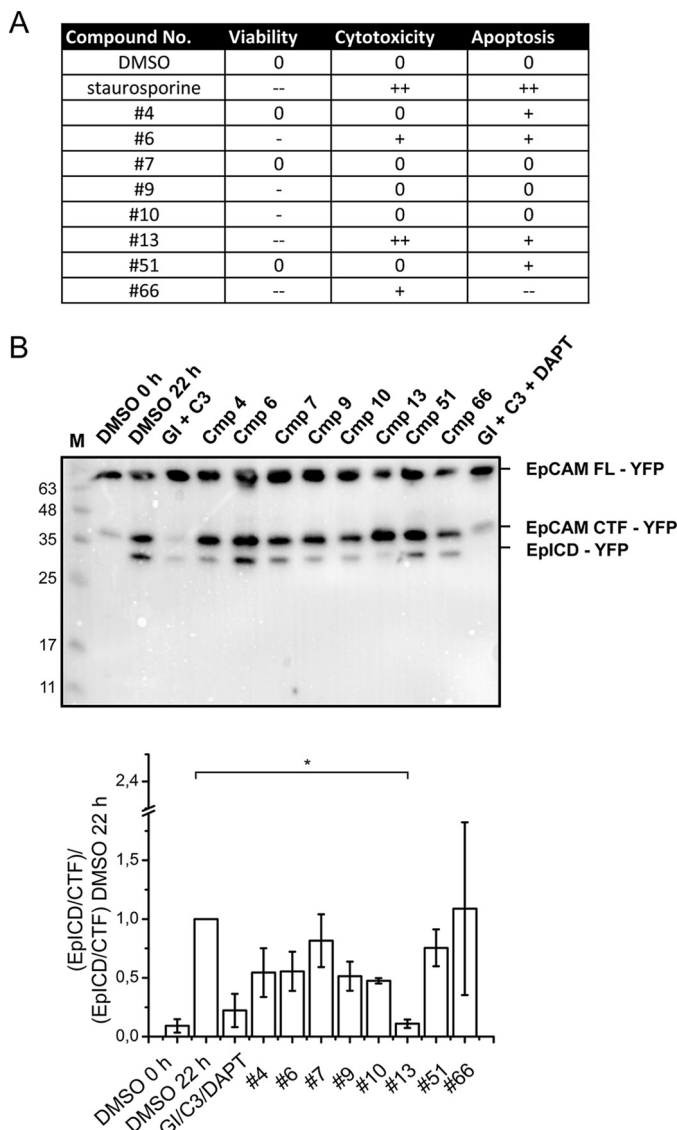 A
Compound No. Viability Cytotoxicity Apoptosis
DMSO 0 0 0
staurosporine -- ++ ++
#4 0 0 +
#6 - + +
#7 0 0 0
#9 - 0 0
#10 - 0 0
#13 -- ++ +
#51 0 0 +
#66 -- + --
B
M DMSO 0 h DMSO 22 h GI + C3 Cmp 4 Cmp 6 Cmp 7 Cmp 9 Cmp 10 Cmp 13 Cmp 51 Cmp 66 GI + C3 + DAPT
EpCAM FL - YFP
63
48
EpCAM CTF - YFP
35
EpICD - YFP
25
17
11
*
2,4
1,5
1,0
0,5
0,0
(EpICD/CTF)/
(EpICD/CTF) DMSO 22 h
DMSO 0 h DMSO 22 h GI/C3/DAPT #4 #6 #7 #9 #10 #13 #51 #66